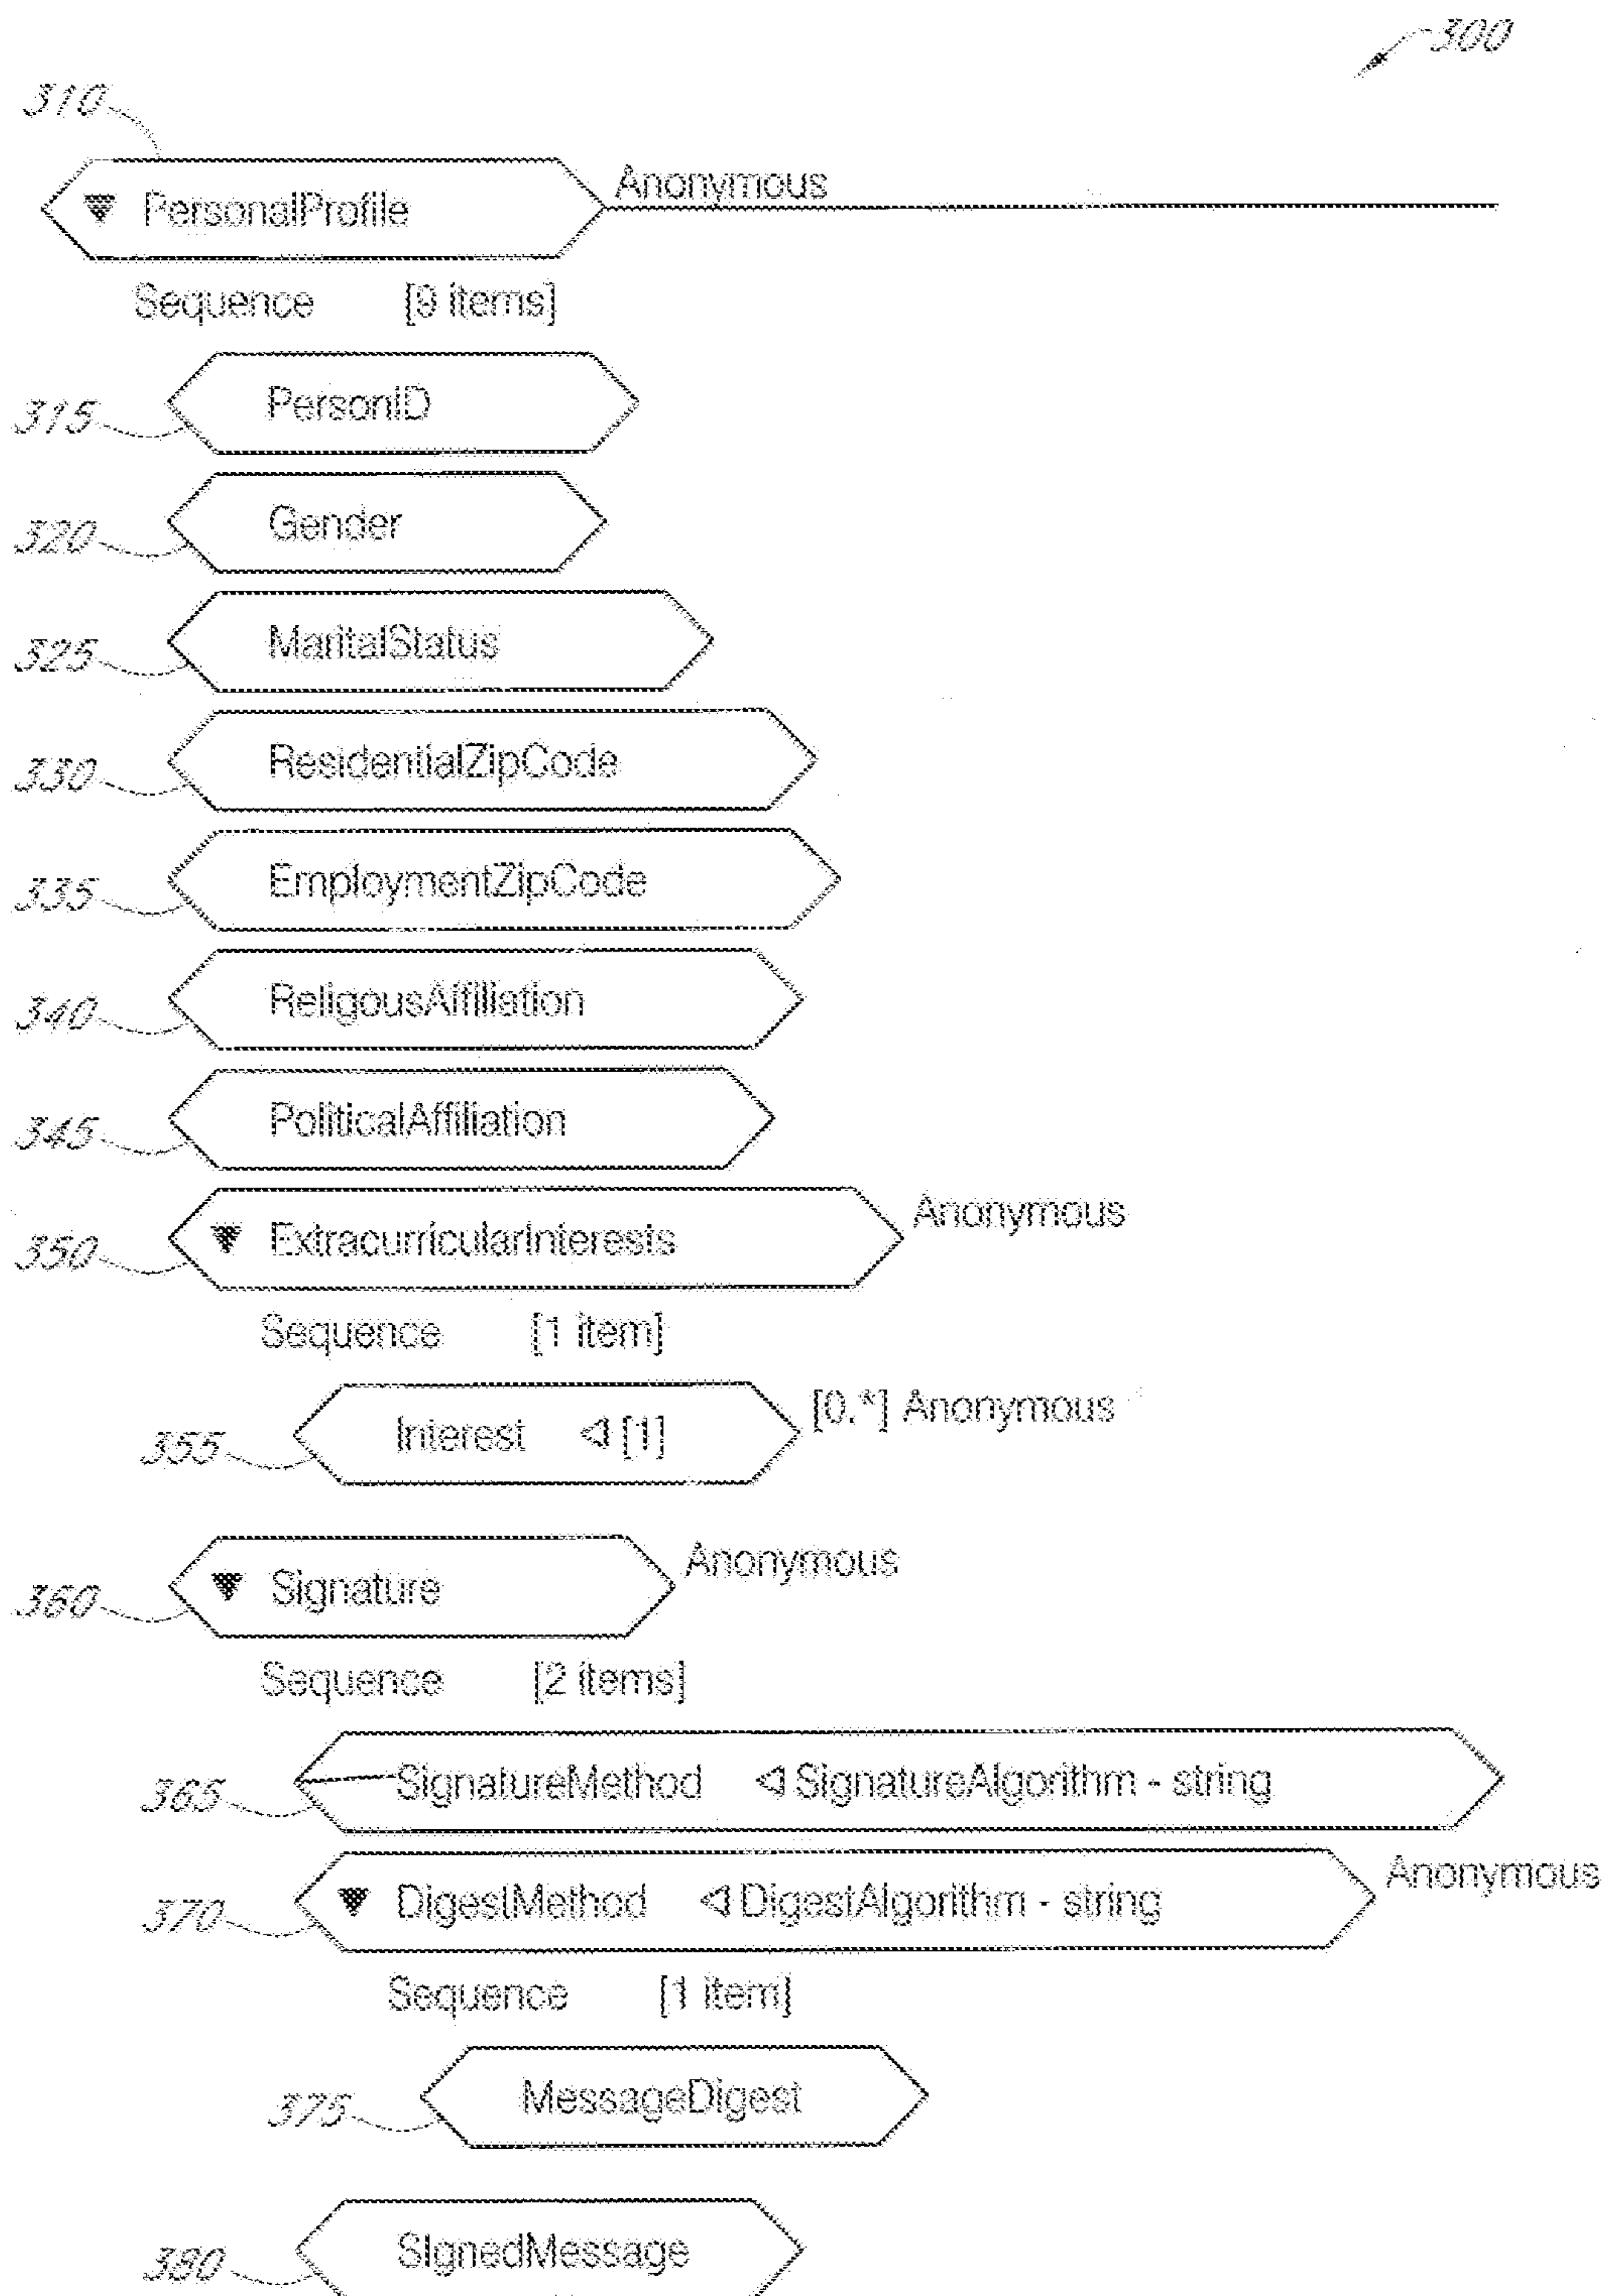 300
310
PersonalProfile Anonymous
Sequence [9 items]
315 PersonID
320 Gender
325 MaritalStatus
330 ResidentialZipCode
335 EmploymentZipCode
340 ReligousAffiliation
345 PoliticalAffiliation
350 ExtracurricularInterests Anonymous
Sequence [1 item]
355 Interest [1] [0.*] Anonymous
360 Signature Anonymous
Sequence [2 items]
365 SignatureMethod SignatureAlgorithm - string
370 DigestMethod DigestAlgorithm - string Anonymous
Sequence [1 item]
375 MessageDigest
380 SIgnedMessage